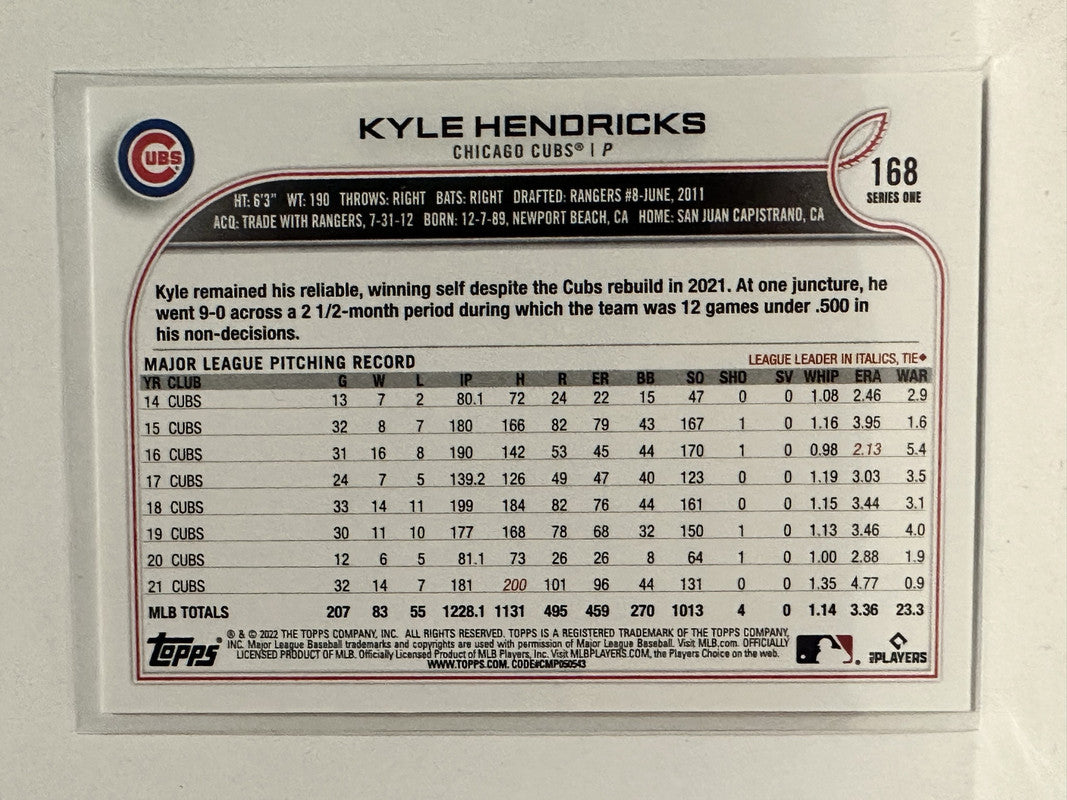 KYLE HENDRICKS
CHICAGO CUBS® | P
CUBS
168
SERIES ONE
HT: 6'3" WT: 190 THROWS: RIGHT BATS: RIGHT DRAFTED: RANGERS #8-JUNE, 2011
ACQ: TRADE WITH RANGERS, 7-31-12 BORN: 12-7-89, NEWPORT BEACH, CA HOME: SAN JUAN CAPISTRANO, CA
Kyle remained his reliable, winning self despite the Cubs rebuild in 2021. At one juncture, he
went 9-0 across a 2 1/2-month period during which the team was 12 games under .500 in
his non-decisions.
MAJOR LEAGUE PITCHING RECORD LEAGUE LEADER IN ITALICS, TIE♦
YR CLUB G W L IP H R ER BB SO SHO SV WHIP ERA WAR
14 CUBS 13 7 2 80.1 72 24 22 15 47 0 0 1.08 2.46 2.9
15 CUBS 32 8 7 180 166 82 79 43 167 1 0 1.16 3.95 1.6
16 CUBS 31 16 8 190 142 53 45 44 170 1 0 0.98 2.13 5.4
17 CUBS 24 7 5 139.2 126 49 47 40 123 0 0 1.19 3.03 3.5
18 CUBS 33 14 11 199 184 82 76 44 161 0 0 1.15 3.44 3.1
19 CUBS 30 11 10 177 168 78 68 32 150 1 0 1.13 3.46 4.0
20 CUBS 12 6 5 81.1 73 26 26 8 64 1 0 1.00 2.88 1.9
21 CUBS 32 14 7 181 200 101 96 44 131 0 0 1.35 4.77 0.9
MLB TOTALS 207 83 55 1228.1 1131 495 459 270 1013 4 0 1.14 3.36 23.3
Topps®
® & © 2022 THE TOPPS COMPANY, INC. ALL RIGHTS RESERVED. TOPPS IS A REGISTERED TRADEMARK OF THE TOPPS COMPANY,
INC. Major League Baseball trademarks and copyrights are used with permission of Major League Baseball. Visit MLB.com. OFFICIALLY
LICENSED PRODUCT OF MLB. Officially Licensed Product of MLB Players, Inc. Visit MLBPLAYERS.COM, the Players Choice on the web.
WWW.TOPPS.COM. CODE#CMP050543
MLB PLAYERS